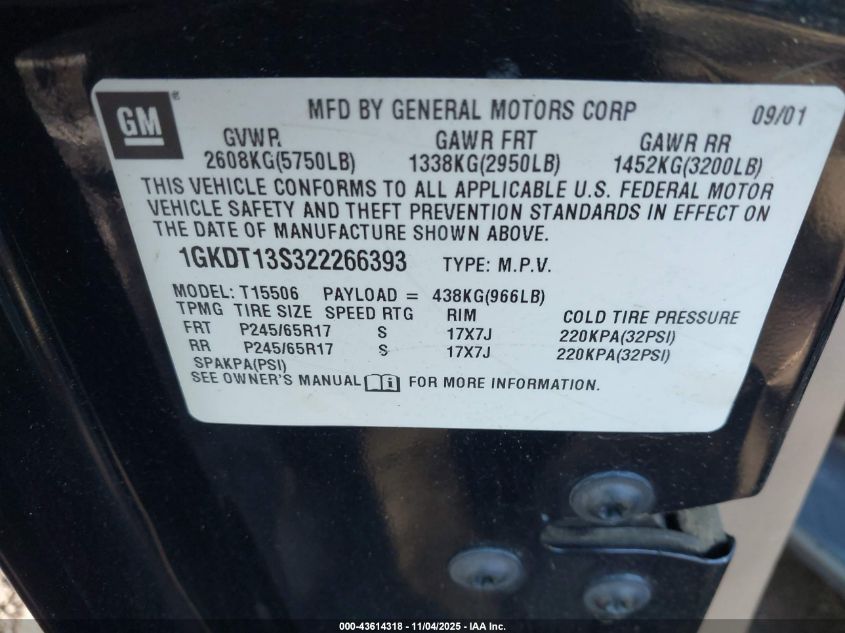 GM®
MFD BY GENERAL MOTORS CORP 09/01
GVWR GAWR FRT GAWR RR
2608KG(5750LB) 1338KG(2950LB) 1452KG(3200LB)
THIS VEHICLE CONFORMS TO ALL APPLICABLE U.S. FEDERAL MOTOR
VEHICLE SAFETY AND THEFT PREVENTION STANDARDS IN EFFECT ON
THE DATE OF MANUFACTURE SHOWN ABOVE.
1GKDT13S322266393 TYPE: M.P.V.
MODEL: T15506 PAYLOAD = 438KG(966LB)
TPMG TIRE SIZE SPEED RTG RIM COLD TIRE PRESSURE
FRT P245/65R17 S 17X7J 220KPA(32PSI)
RR P245/65R17 S 17X7J 220KPA(32PSI)
SPAKPA(PSI)
SEE OWNER'S MANUAL i FOR MORE INFORMATION.
000-43614318 - 11/04/2025 - IAA Inc.